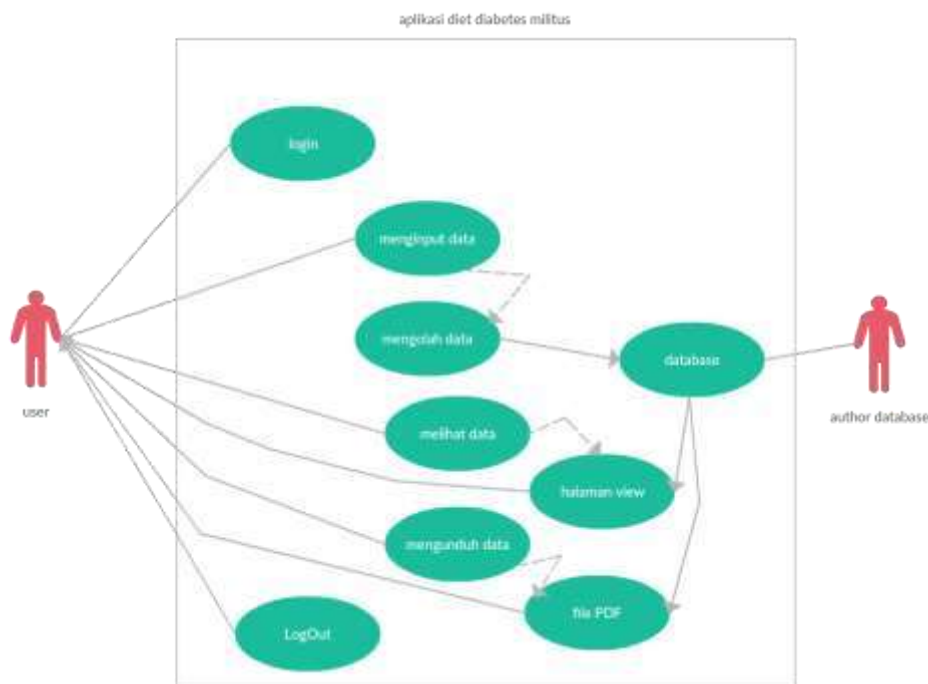 aplikasi diet diabetes militus
login
menginput data
mengolah data
database
user
author database
melihat data
halaman view
mengunduh data
file PDF
LogOut